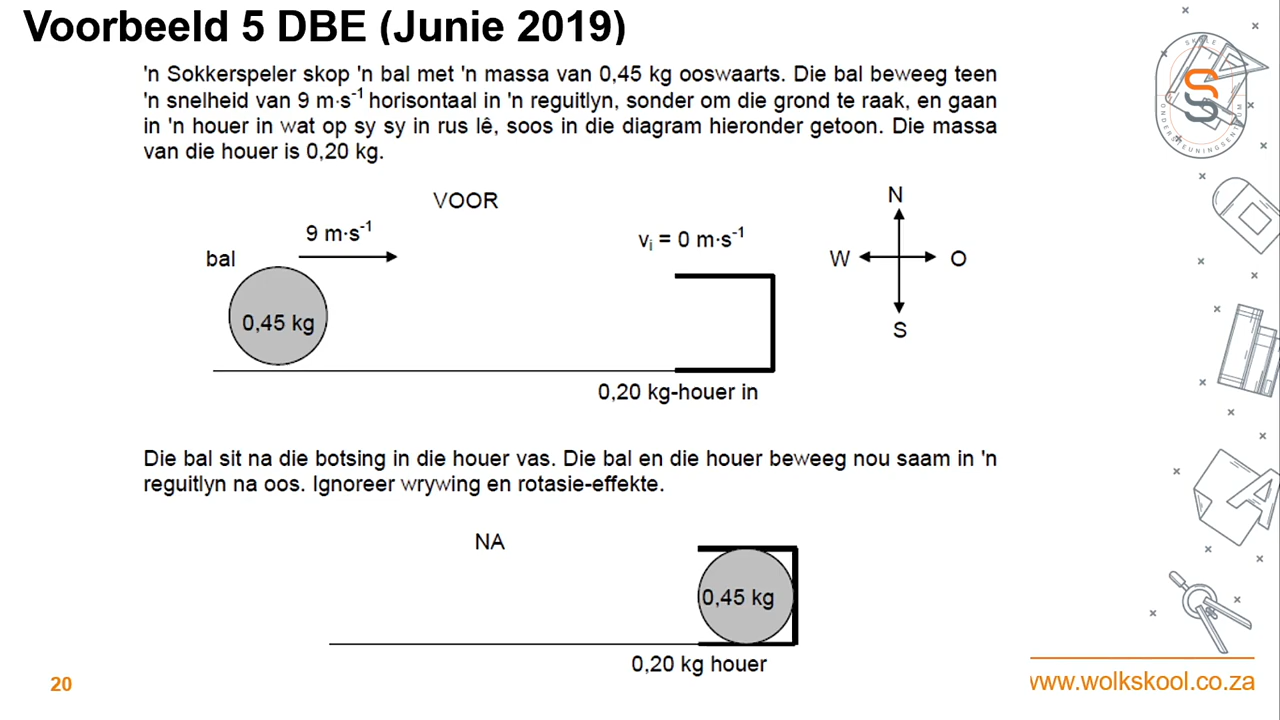 Voorbeeld 5 DBE (Junie 2019)
'n Sokkerspeler skop 'n bal met 'n massa van 0,45 kg ooswaarts. Die bal beweeg teen
'n snelheid van 9 m·s⁻¹ horisontaal in 'n reguitlyn, sonder om die grond te raak, en gaan
in 'n houer in wat op sy sy in rus lê, soos in die diagram hieronder getoon. Die massa
van die houer is 0,20 kg.
VOOR
9 m·s⁻¹
bal
0,45 kg
vᵢ = 0 m·s⁻¹
0,20 kg-houer in
N
W
O
S
Die bal sit na die botsing in die houer vas. Die bal en die houer beweeg nou saam in 'n
reguitlyn na oos. Ignoreer wrywing en rotasie-effekte.
NA
0,45 kg
0,20 kg houer
20
www.wolkskool.co.za
SKOLE
ONDERSTEUNINGSENTRUM